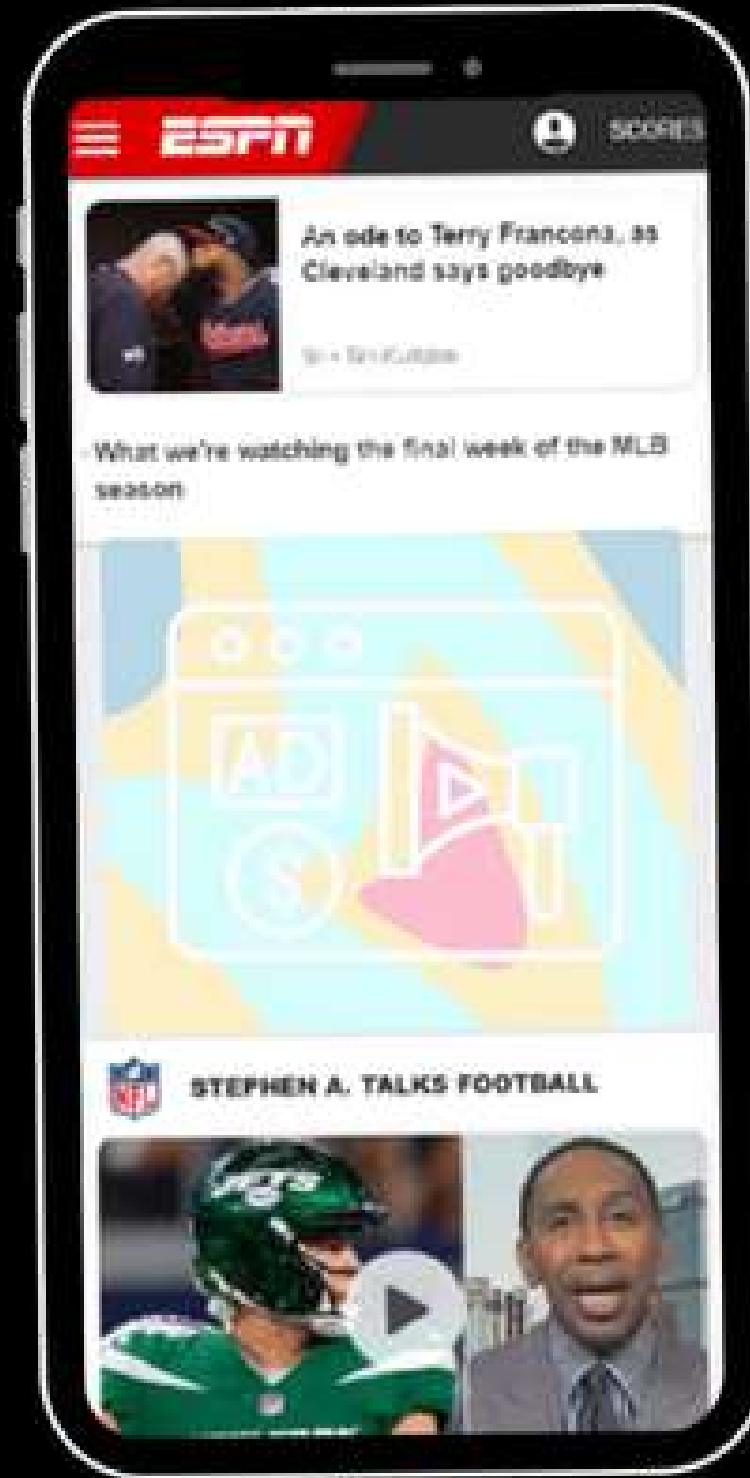 ESPN
SCORES
An ode to Terry Francona, as
Cleveland says goodbye
What we're watching the final week of the MLB
season
AD
$
NFL
STEPHEN A. TALKS FOOTBALL
JETS